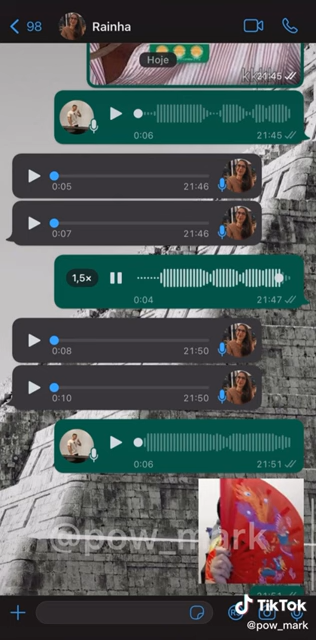 98 Rainha
Hoje
21:45
0:06 21:45
0:05 21:46
0:07 21:46
1,5×
0:04 21:47
0:08 21:50
0:10 21:50
0:06 21:51
@pow_mark
21:51
TikTok
@pow_mark